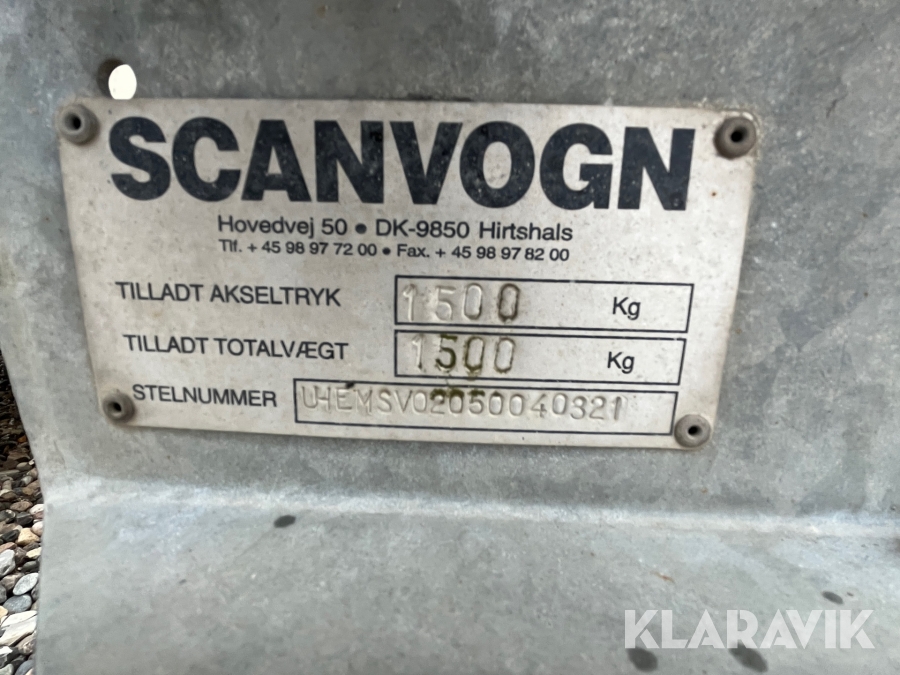 SCANVOGN
Hovedvej 50 • DK-9850 Hirtshals
Tlf. + 45 98 97 72 00 • Fax. + 45 98 97 82 00
TILLADT AKSELTRYK 1500 Kg
TILLADT TOTALVÆGT 1500 Kg
STELNUMMER UHEMSV02050040321
KLARAVIK